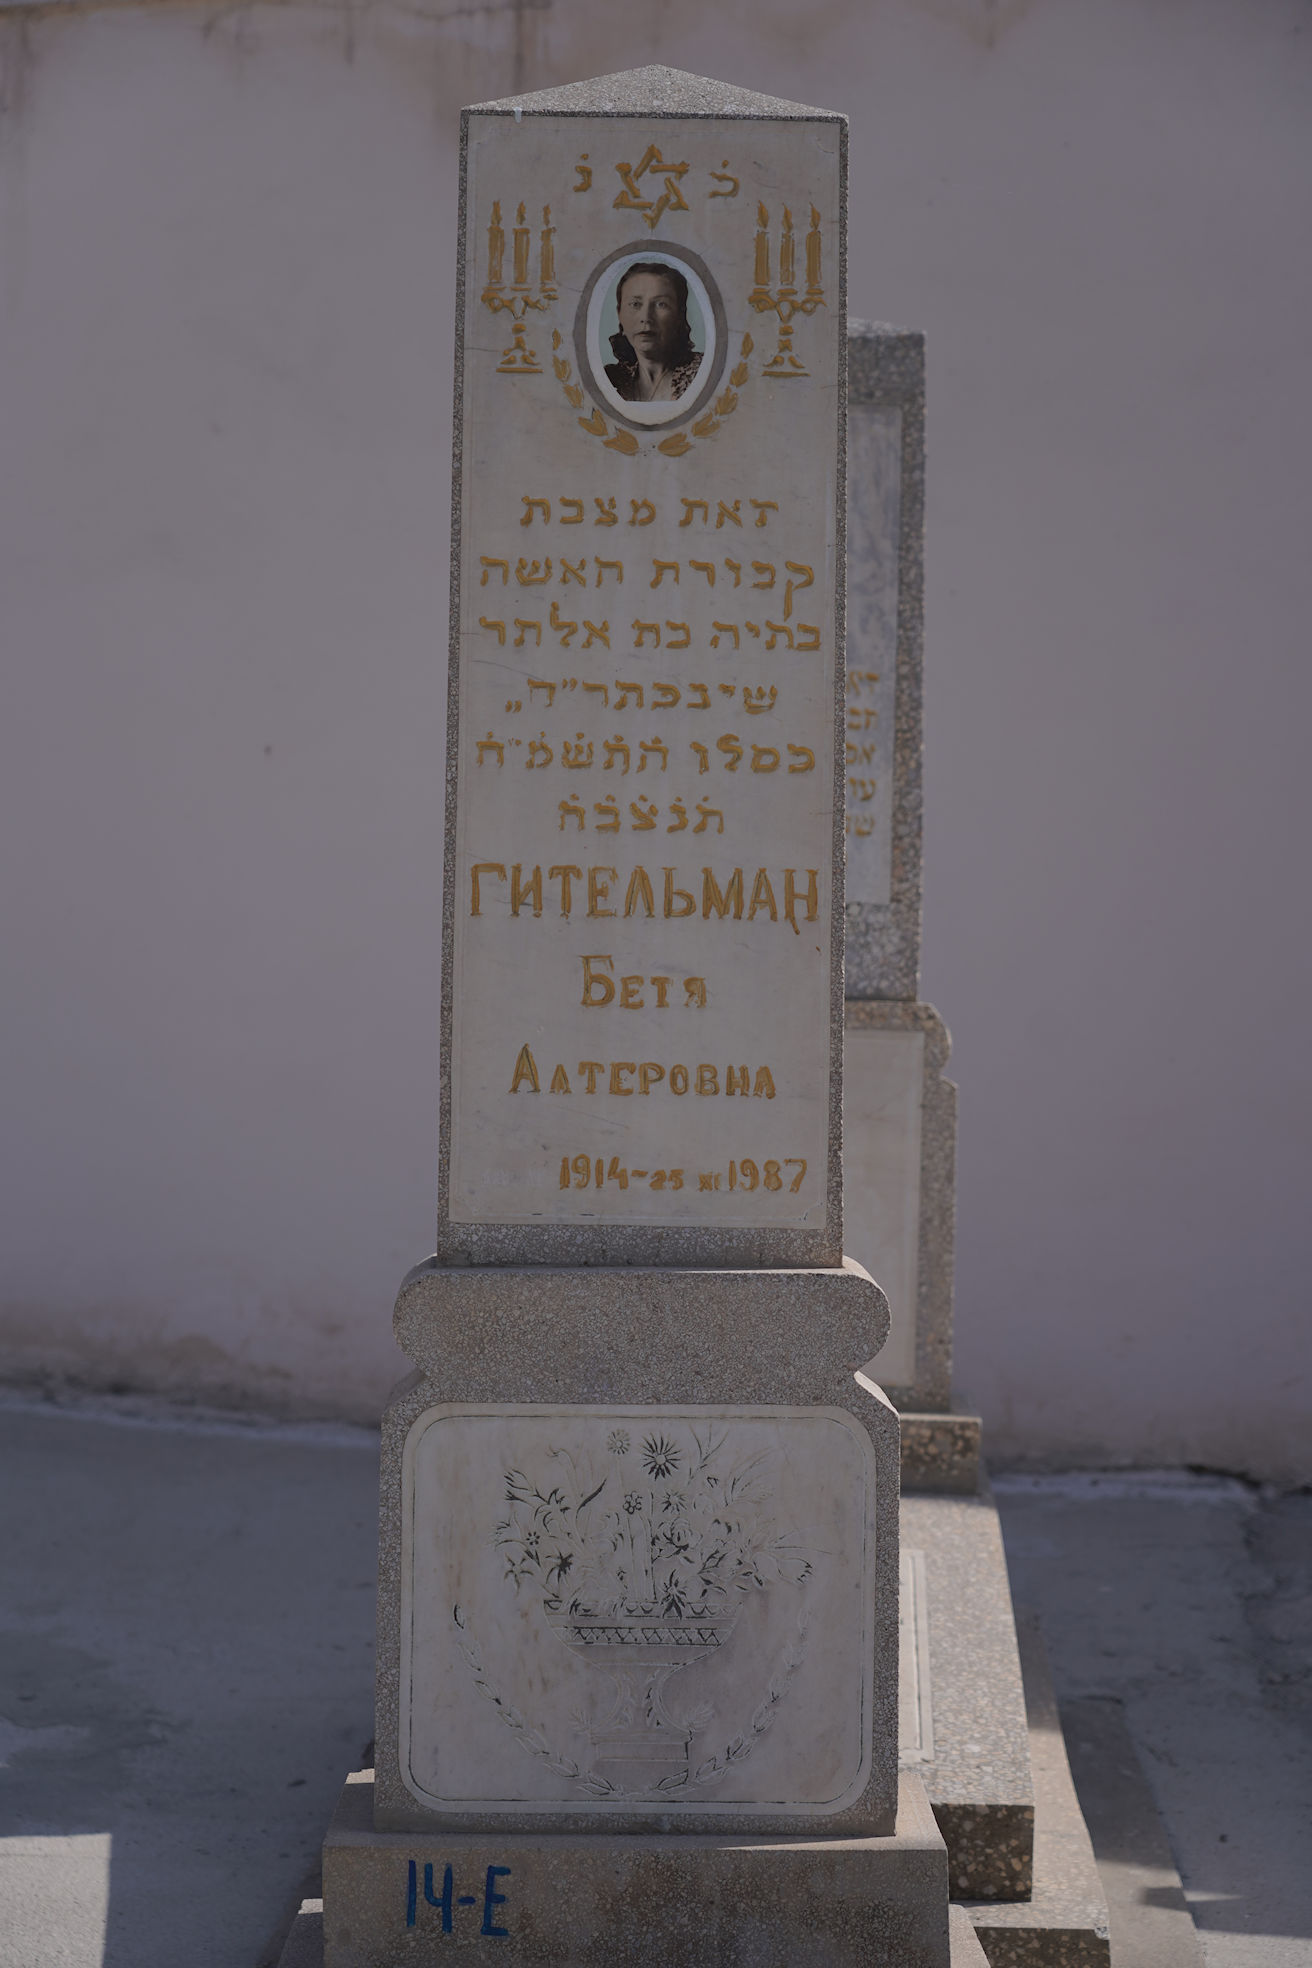 פ נ
זאת מצבת
קבורת האשה
בתיה בת אלתר
שי׳ נכתר״ח „
כסלו התשמ״ח
תנצבה
ГИТЕЛЬМАН
БЕТЯ
АЛТЕРОВНА
1914-25 XI 1987
14-E